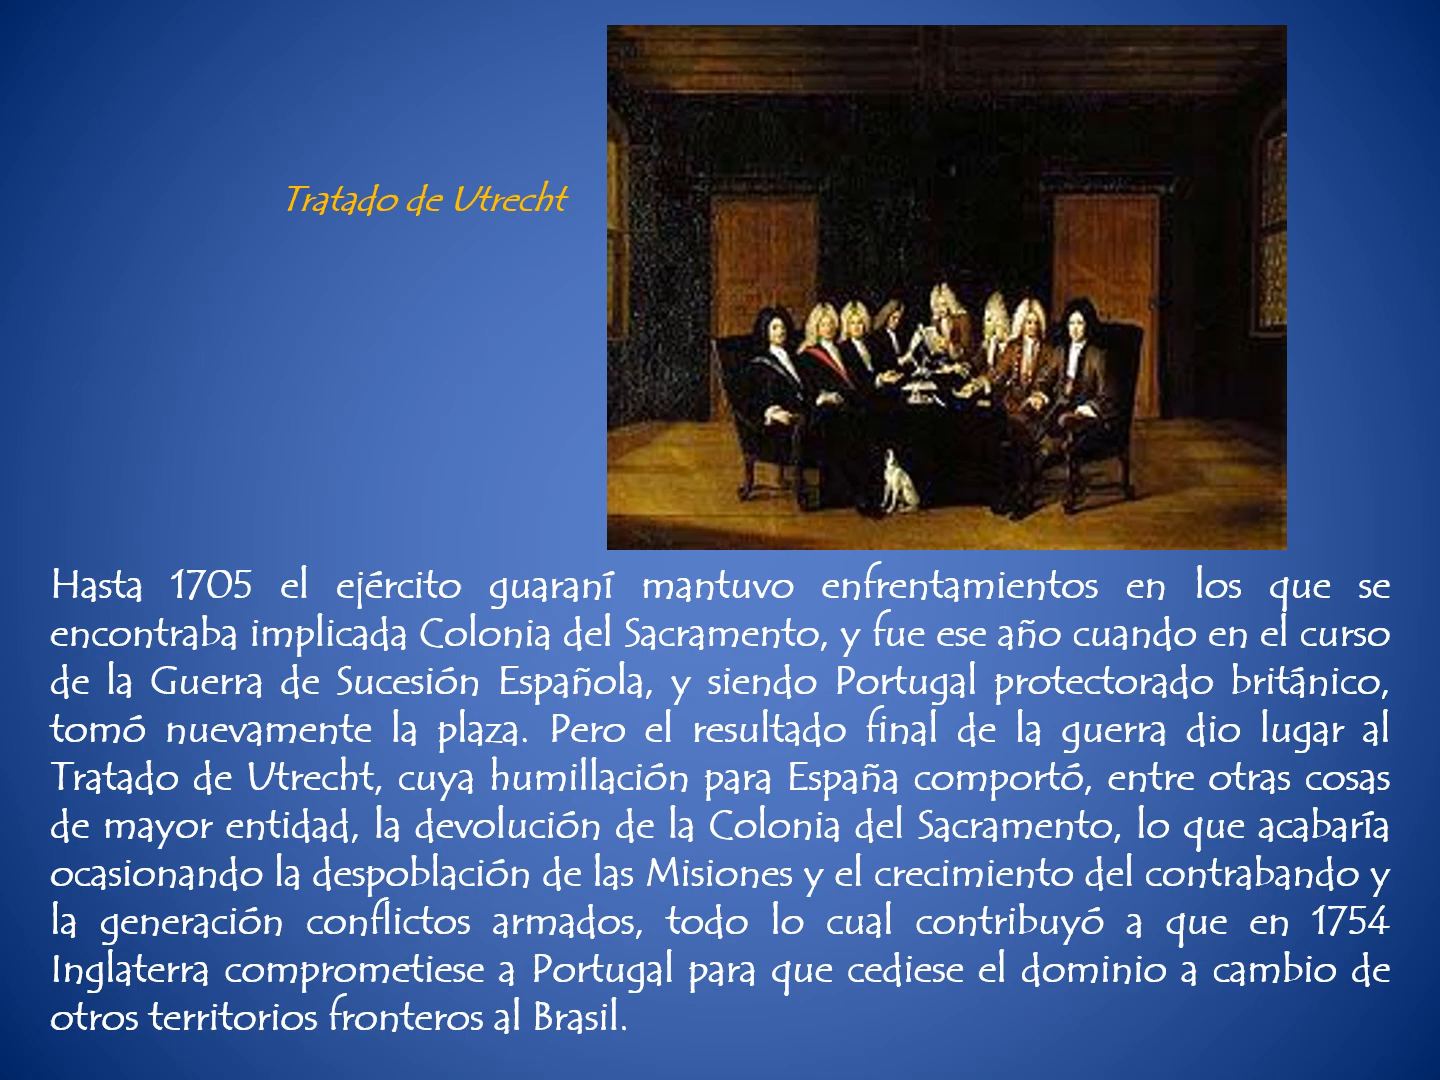 Tratado de Utrecht
Hasta 1705 el ejército guaraní mantuvo enfrentamientos en los que se
encontraba implicada Colonia del Sacramento, y fue ese año cuando en el curso
de la Guerra de Sucesión Española, y siendo Portugal protectorado británico,
tomó nuevamente la plaza. Pero el resultado final de la guerra dio lugar al
Tratado de Utrecht, cuya humillación para España comportó, entre otras cosas
de mayor entidad, la devolución de la Colonia del Sacramento, lo que acabaría
ocasionando la despoblación de las Misiones y el crecimiento del contrabando y
la generación conflictos armados, todo lo cual contribuyó a que en 1754
Inglaterra comprometiese a Portugal para que cediese el dominio a cambio de
otros territorios fronteros al Brasil.